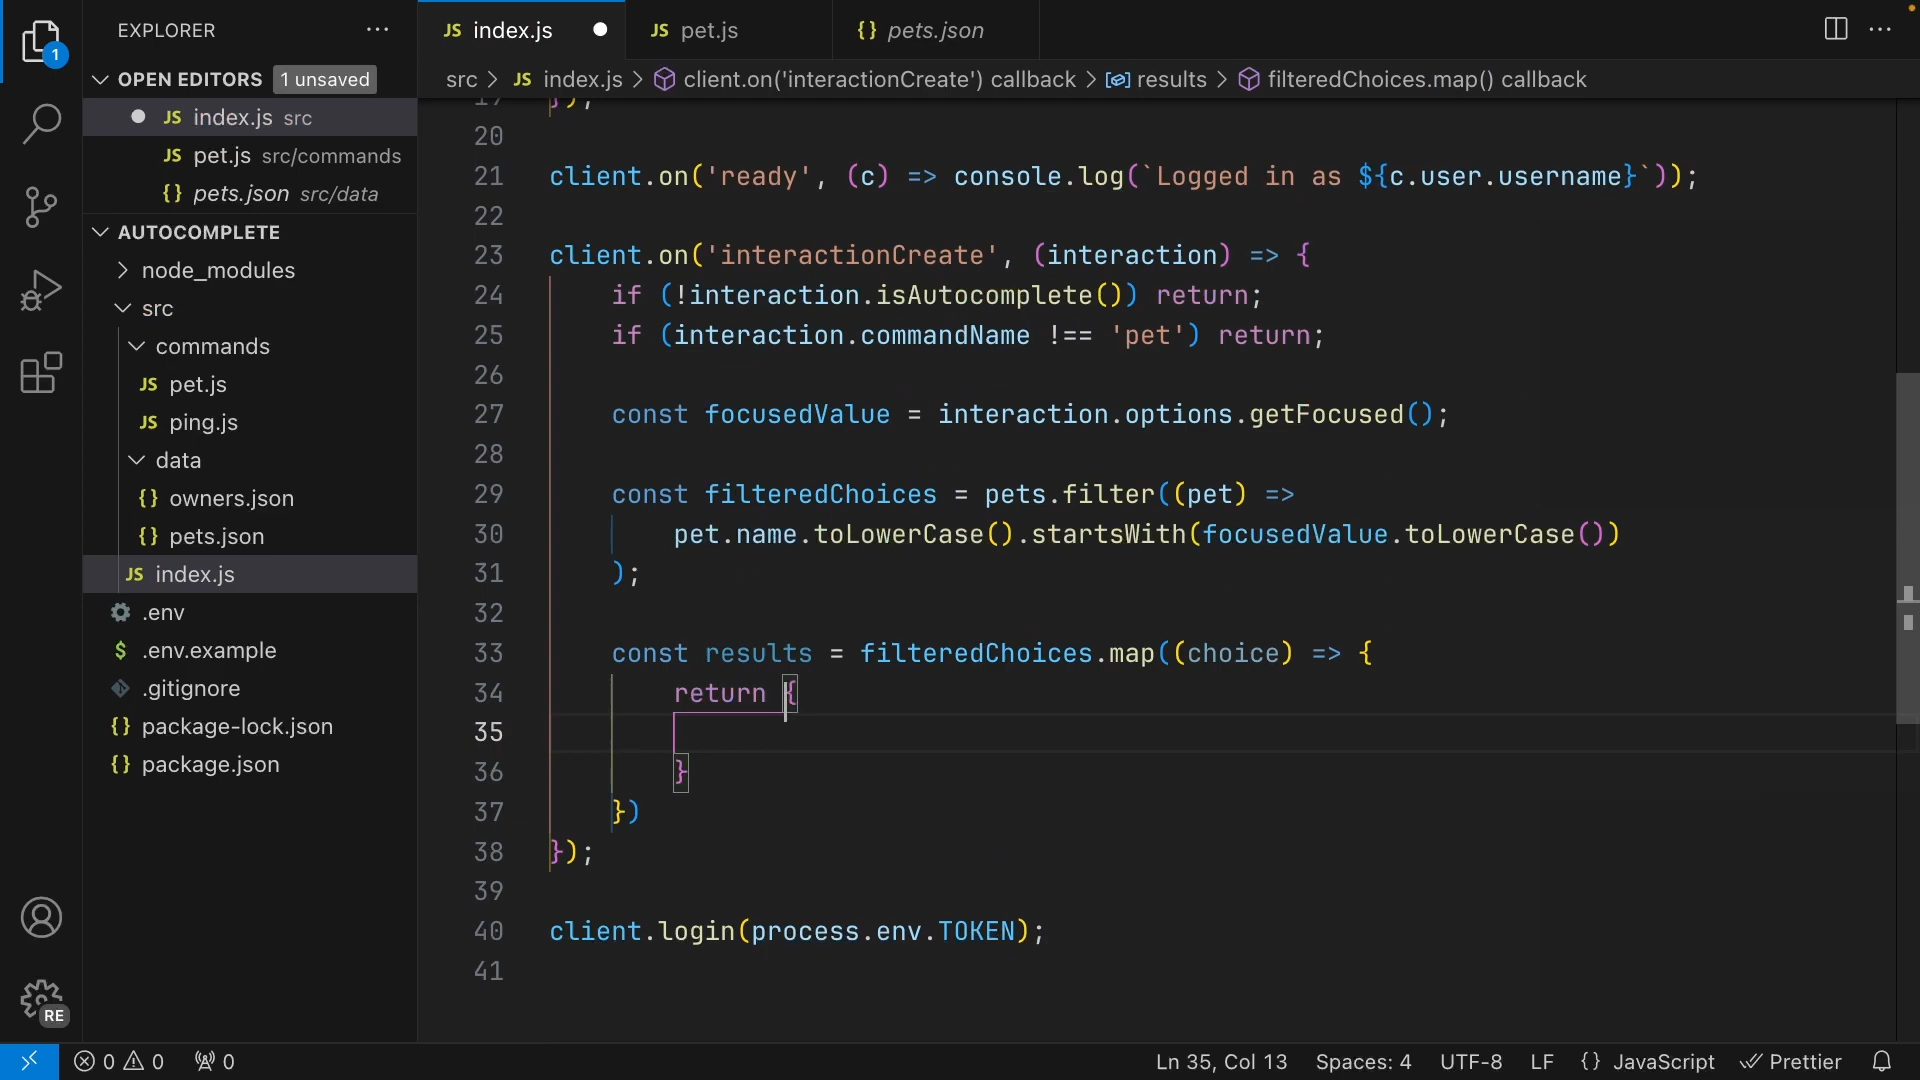 EXPLORER
1
OPEN EDITORS 1 unsaved
JS index.js src
JS pet.js src/commands
{} pets.json src/data
AUTOCOMPLETE
node_modules
src
commands
JS pet.js
JS ping.js
data
{} owners.json
{} pets.json
JS index.js
.env
$ .env.example
.gitignore
{} package-lock.json
{} package.json
RE
JS index.js
JS pet.js
{} pets.json
src > JS index.js > client.on('interactionCreate') callback > results > filteredChoices.map() callback
20
21 client.on('ready', (c) => console.log(`Logged in as ${c.user.username}`));
22
23 client.on('interactionCreate', (interaction) => {
24 if (!interaction.isAutocomplete()) return;
25 if (interaction.commandName !== 'pet') return;
26
27 const focusedValue = interaction.options.getFocused();
28
29 const filteredChoices = pets.filter((pet) =>
30 pet.name.toLowerCase().startsWith(focusedValue.toLowerCase())
31 );
32
33 const results = filteredChoices.map((choice) => {
34 return {
35
36 }
37 })
38 });
39
40 client.login(process.env.TOKEN);
41
0 0 0
Ln 35, Col 13 Spaces: 4 UTF-8 LF {} JavaScript Prettier